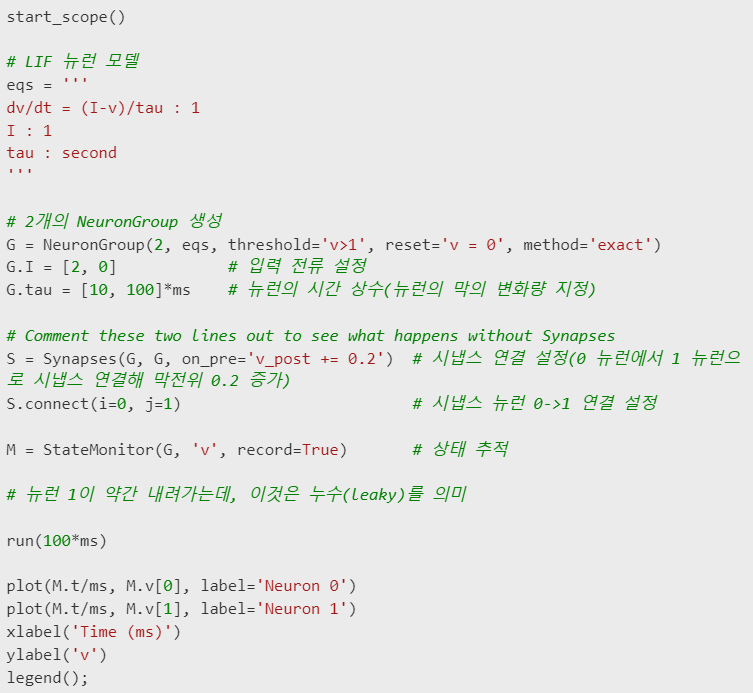 start_scope()
# LIF 뉴런 모델
eqs = '''
dv/dt = (I-v)/tau : 1
I : 1
tau : second
'''
# 2개의 NeuronGroup 생성
G = NeuronGroup(2, eqs, threshold='v>1', reset='v = 0', method='exact')
G.I = [2, 0]            # 입력 전류 설정
G.tau = [10, 100]*ms    # 뉴런의 시간 상수(뉴런의 막의 변화량 지정)
# Comment these two lines out to see what happens without Synapses
S = Synapses(G, G, on_pre='v_post += 0.2')  # 시냅스 연결 설정(0 뉴런에서 1 뉴런으
로 시냅스 연결해 막전위 0.2 증가)
S.connect(i=0, j=1)                         # 시냅스 뉴런 0->1 연결 설정
M = StateMonitor(G, 'v', record=True)       # 상태 추적
# 뉴런 1이 약간 내려가는데, 이것은 누수(leaky)를 의미
run(100*ms)
plot(M.t/ms, M.v[0], label='Neuron 0')
plot(M.t/ms, M.v[1], label='Neuron 1')
xlabel('Time (ms)')
ylabel('v')
legend();